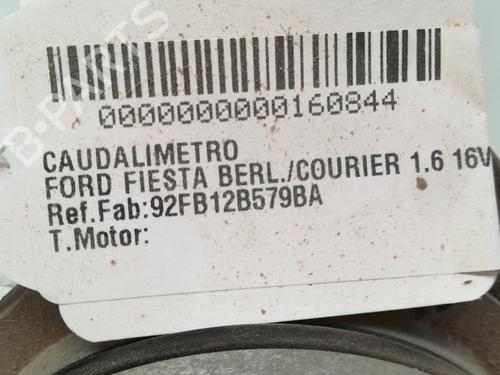 0000000000160844
CAUDALIMETRO
FORD FIESTA BERL./COURIER 1.6 16V
Ref.Fab:92FB12B579BA
T.Motor:
B-PARTS